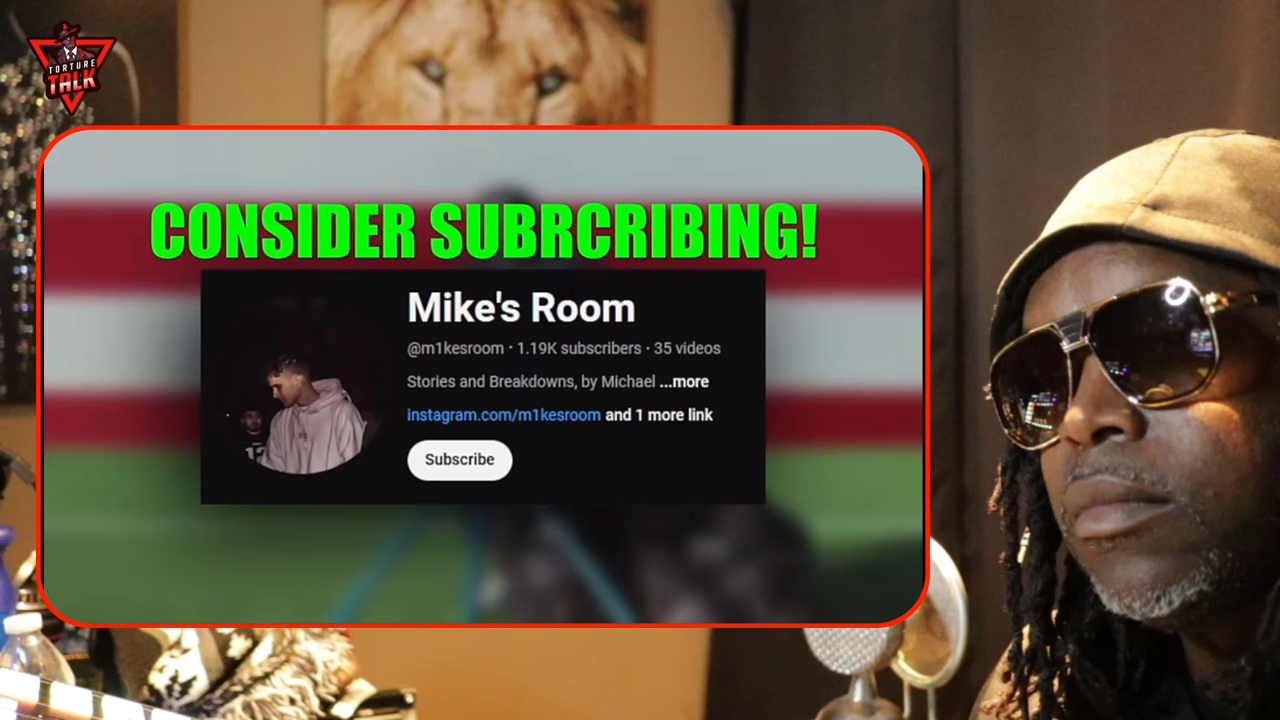 TORTURE
TALK
CONSIDER SUBRCRIBING!
Mike's Room
@m1kesroom · 1.19K subscribers · 35 videos
Stories and Breakdowns, by Michael ...more
instagram.com/m1kesroom and 1 more link
Subscribe